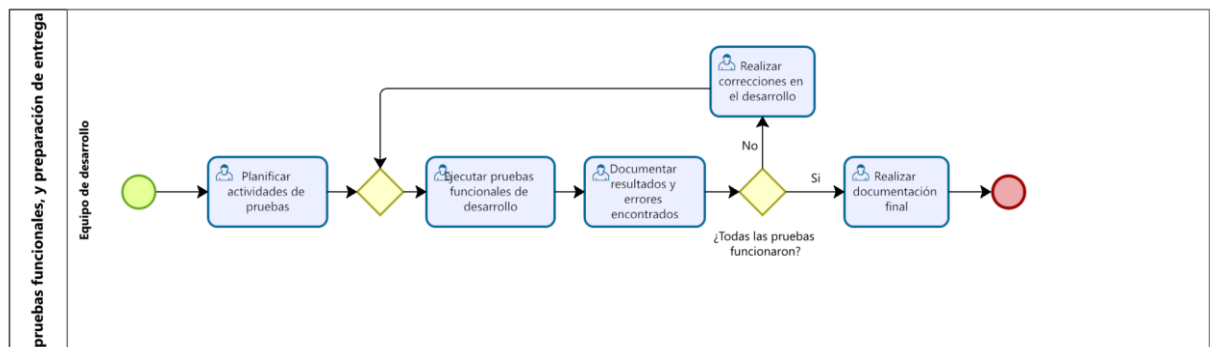 pruebas funcionales, y preparación de entrega
Equipo de desarrollo
Planificar
actividades de
pruebas
Ejecutar pruebas
funcionales de
desarrollo
Documentar
resultados y
errores
encontrados
¿Todas las pruebas
funcionaron?
No
Realizar
correciones en
el desarrollo
Si
Realizar
documentación
final